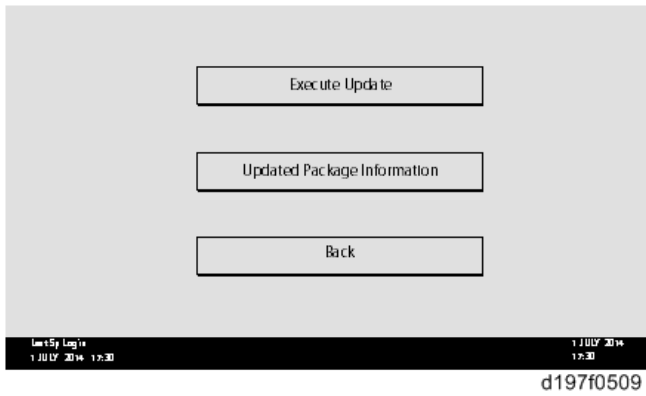 Execute Update
Updated Package Information
Back
Last Sp Login
1 JULY 2014 17:30
1 JULY 2014
17:30
d197f0509